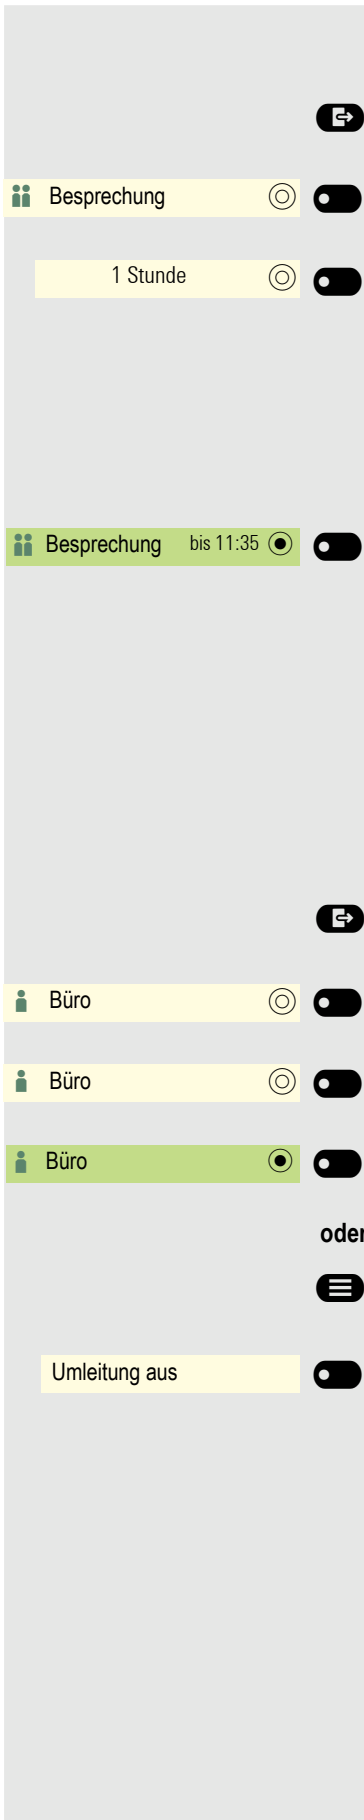 Besprechung
1 Stunde
Besprechung bis 11:35
Büro
Büro
Büro
oder
Umleitung aus